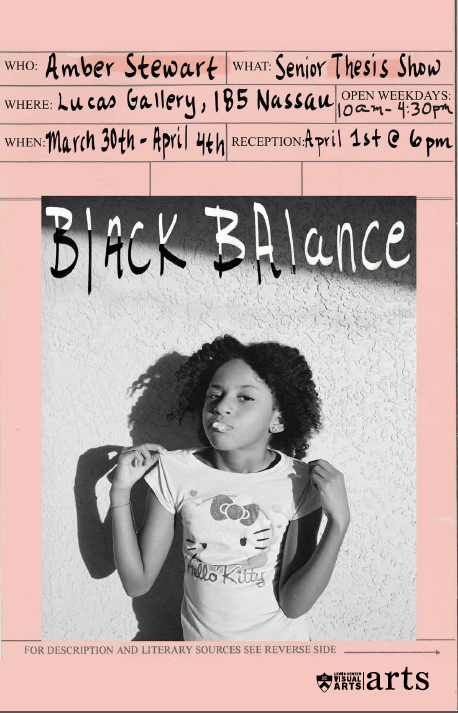 WHO: Amber Stewart WHAT: Senior Thesis Show
WHERE: Lucas Gallery, 185 Nassau OPEN WEEKDAYS: 10am-4:30pm
WHEN: March 30th - April 4th RECEPTION: April 1st @ 6pm
BlACK BAlance
Hello Kitty
FOR DESCRIPTION AND LITERARY SOURCES SEE REVERSE SIDE
LEWIS CENTER
VISUAL
ARTS
arts